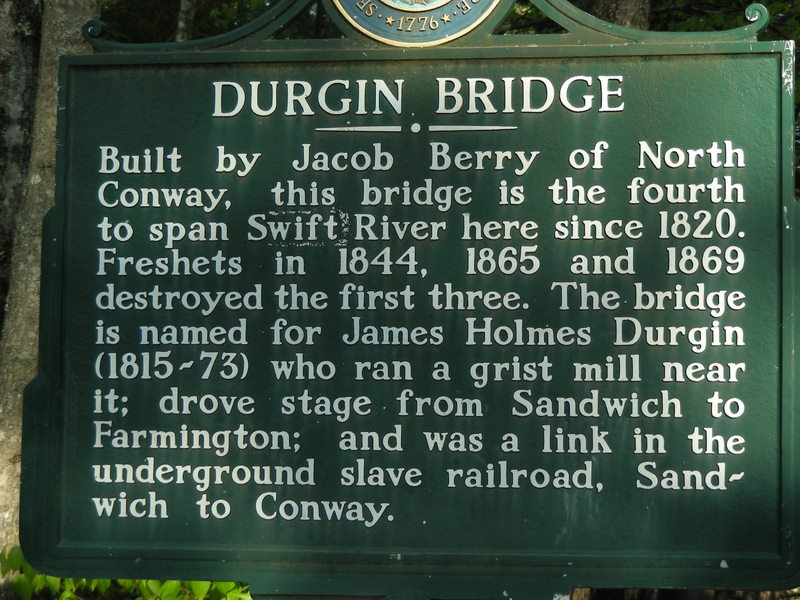 · 1776 ·
DURGIN BRIDGE
Built by Jacob Berry of North
Conway, this bridge is the fourth
to span Swift River here since 1820.
Freshets in 1844, 1865 and 1869
destroyed the first three. The bridge
is named for James Holmes Durgin
(1815~73) who ran a grist mill near
it; drove stage from Sandwich to
Farmington; and was a link in the
underground slave railroad, Sand~
wich to Conway.